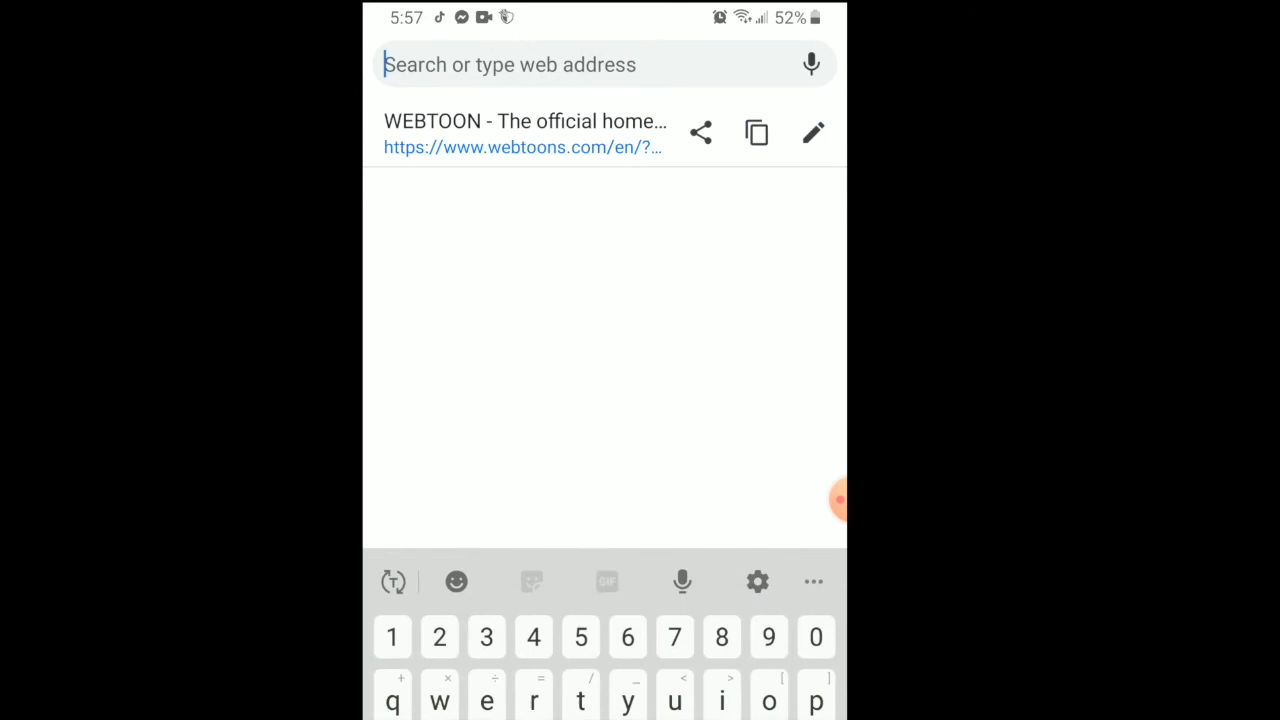 5:57 52%
Search or type web address
WEBTOON - The official home...
https://www.webtoons.com/en/?...
T GIF
1 2 3 4 5 6 7 8 9 0
+ × ÷ = / _ < > [ ]
q w e r t y u i o p